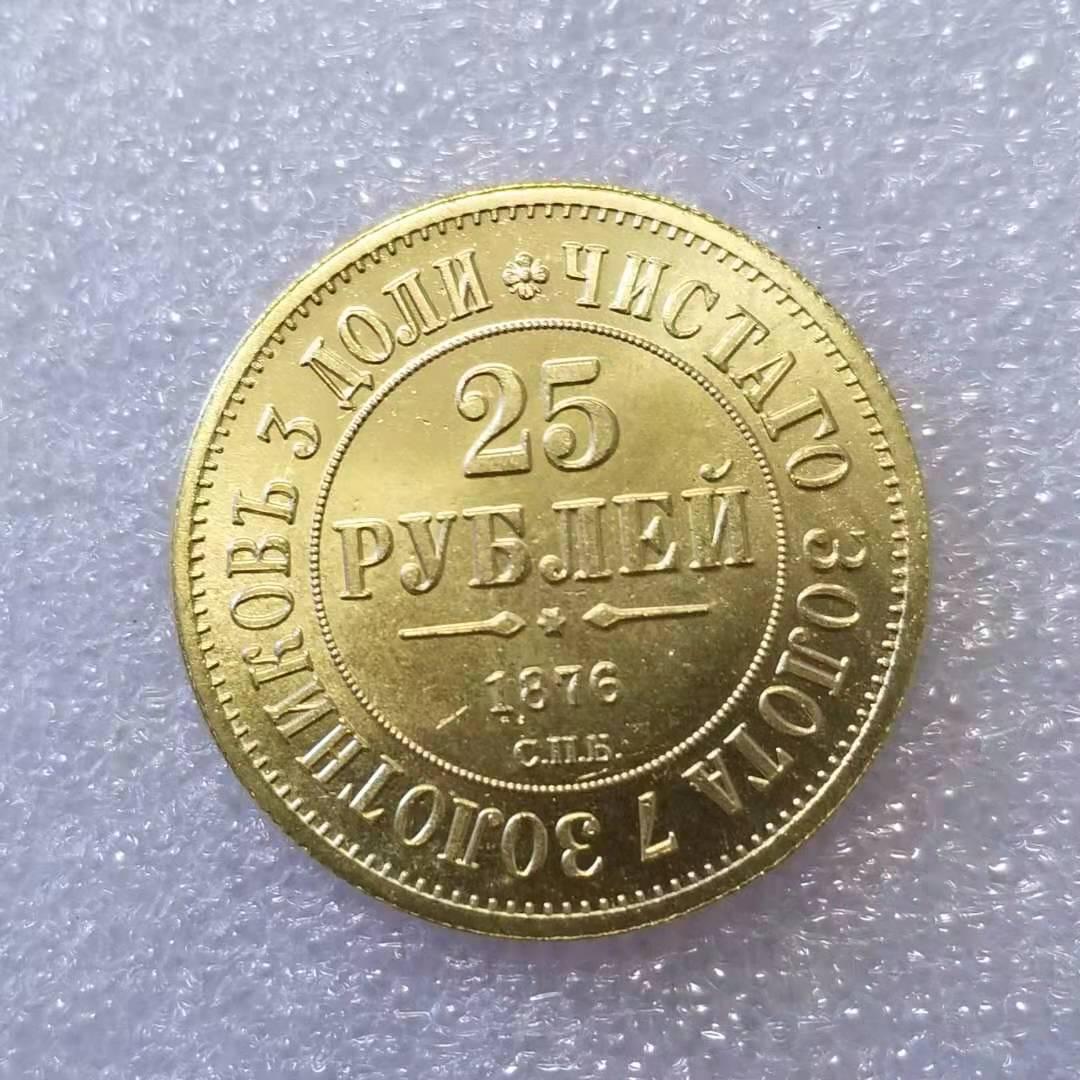 ЧИСТАГО ЗОЛОТА 7 ЗОЛОТНИКОВЪ 3 ДОЛИ
25
РУБЛЕЙ
1876
С.П.Б.